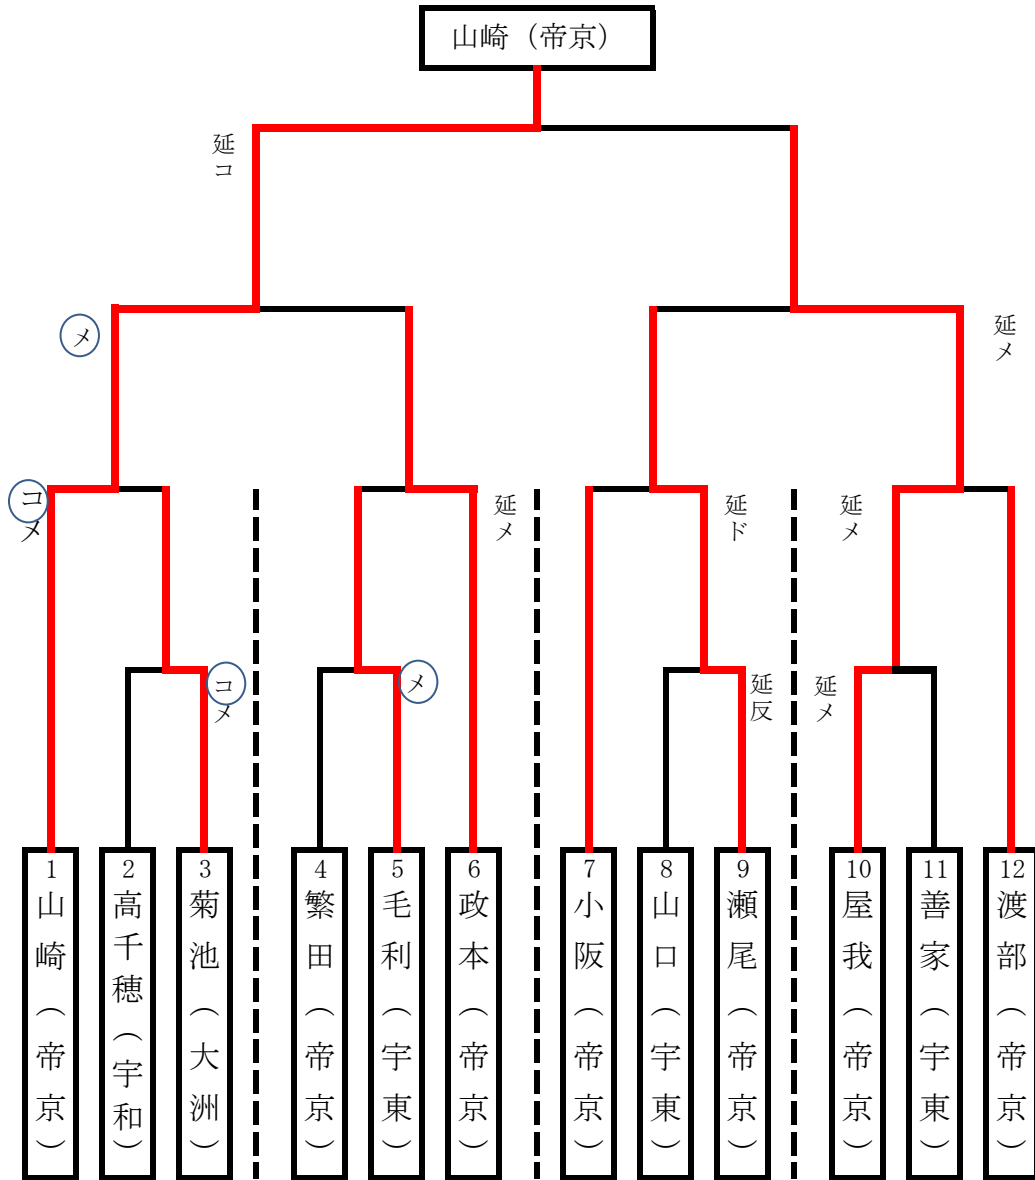 山崎（帝京）
延コ
メ
延メ
コメ
延メ
延ド
延メ
コメ
メ
延反
延メ
1 山崎（帝京）
2 高千穂（宇和）
3 菊池（大洲）
4 繁田（帝京）
5 毛利（宇東）
6 政本（帝京）
7 小阪（帝京）
8 山口（宇東）
9 瀬尾（帝京）
10 屋我（帝京）
11 善家（宇東）
12 渡部（帝京）